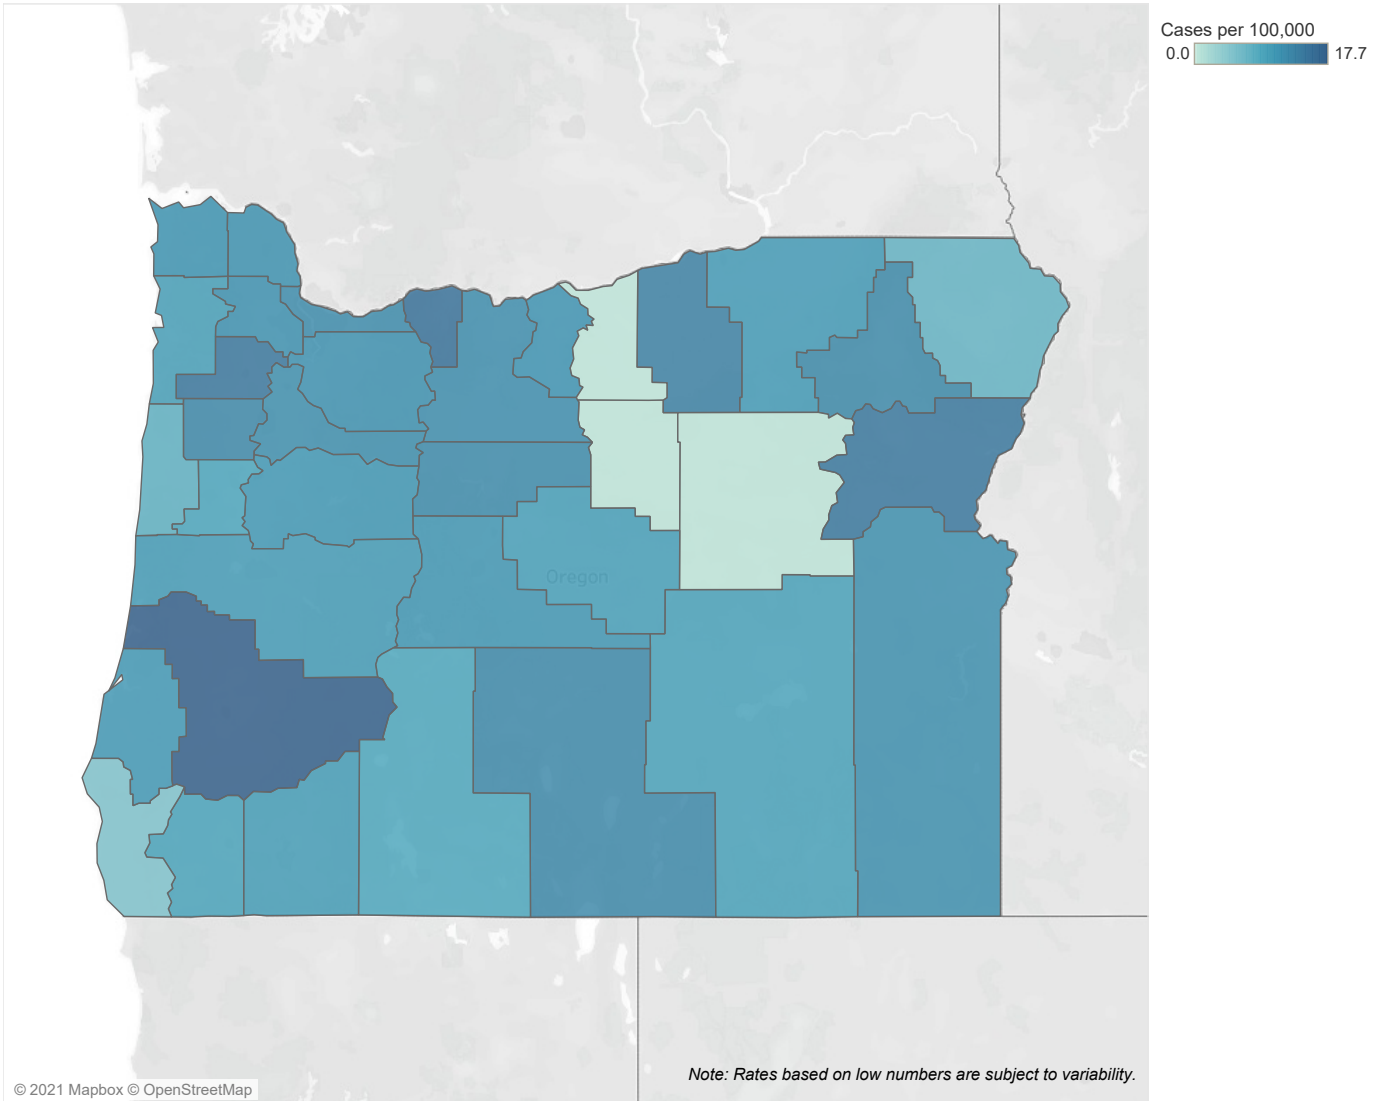 Cases per 100,000
0.0 17.7
Oregon
Note: Rates based on low numbers are subject to variability.
© 2021 Mapbox © OpenStreetMap